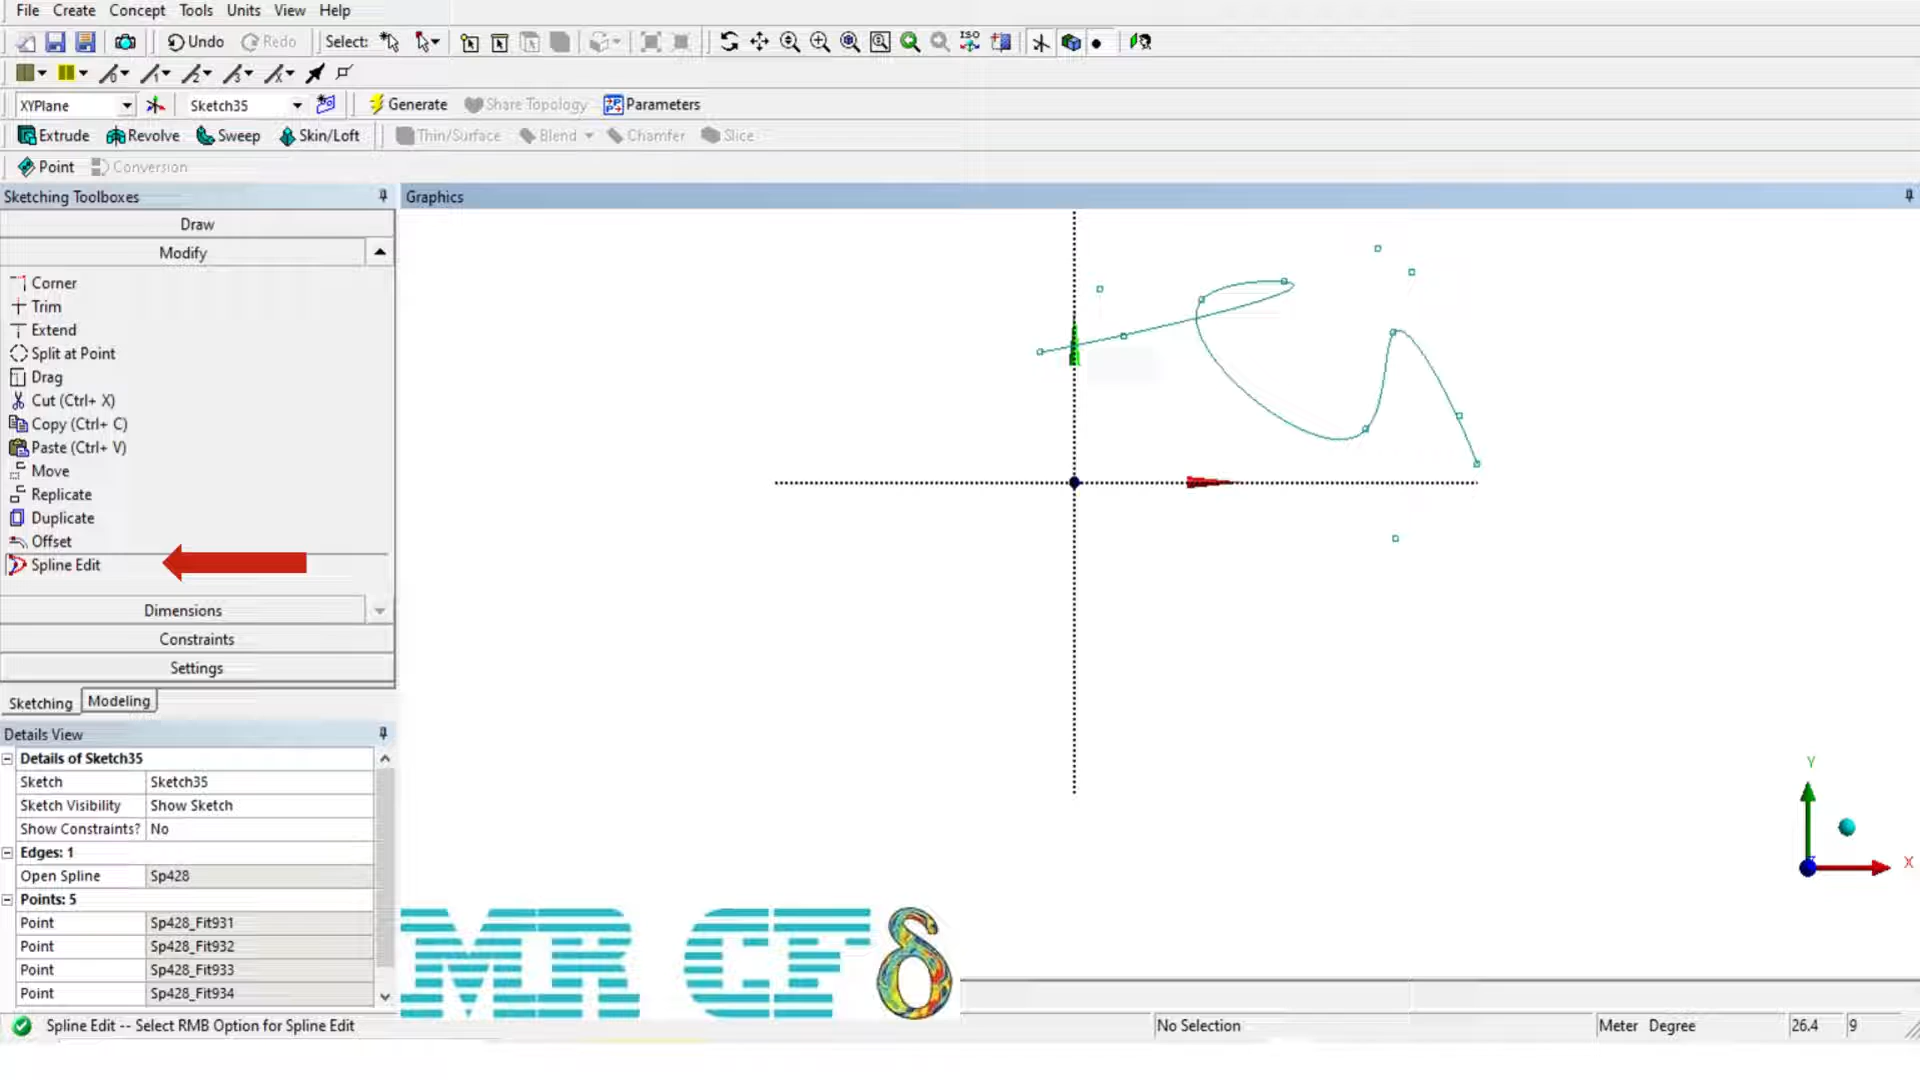 File Create Concept Tools Units View Help
Undo Redo Select: ISO
XYPlane Sketch35 Generate Share Topology Parameters
Extrude Revolve Sweep Skin/Loft Thin/Surface Blend Chamfer Slice
Point Conversion
Sketching Toolboxes
Graphics
Draw
Modify
Corner
Trim
Extend
Split at Point
Drag
Cut (Ctrl+ X)
Copy (Ctrl+ C)
Paste (Ctrl+ V)
Move
Replicate
Duplicate
Offset
Spline Edit
Dimensions
Constraints
Settings
Sketching Modeling
Details View
Details of Sketch35
Sketch Sketch35
Sketch Visibility Show Sketch
Show Constraints? No
Edges: 1
Open Spline Sp428
Points: 5
Point Sp428_Fit931
Point Sp428_Fit932
Point Sp428_Fit933
Point Sp428_Fit934
Y
X
MR CFδ
Spline Edit -- Select RMB Option for Spline Edit
No Selection
Meter Degree
26.4
9